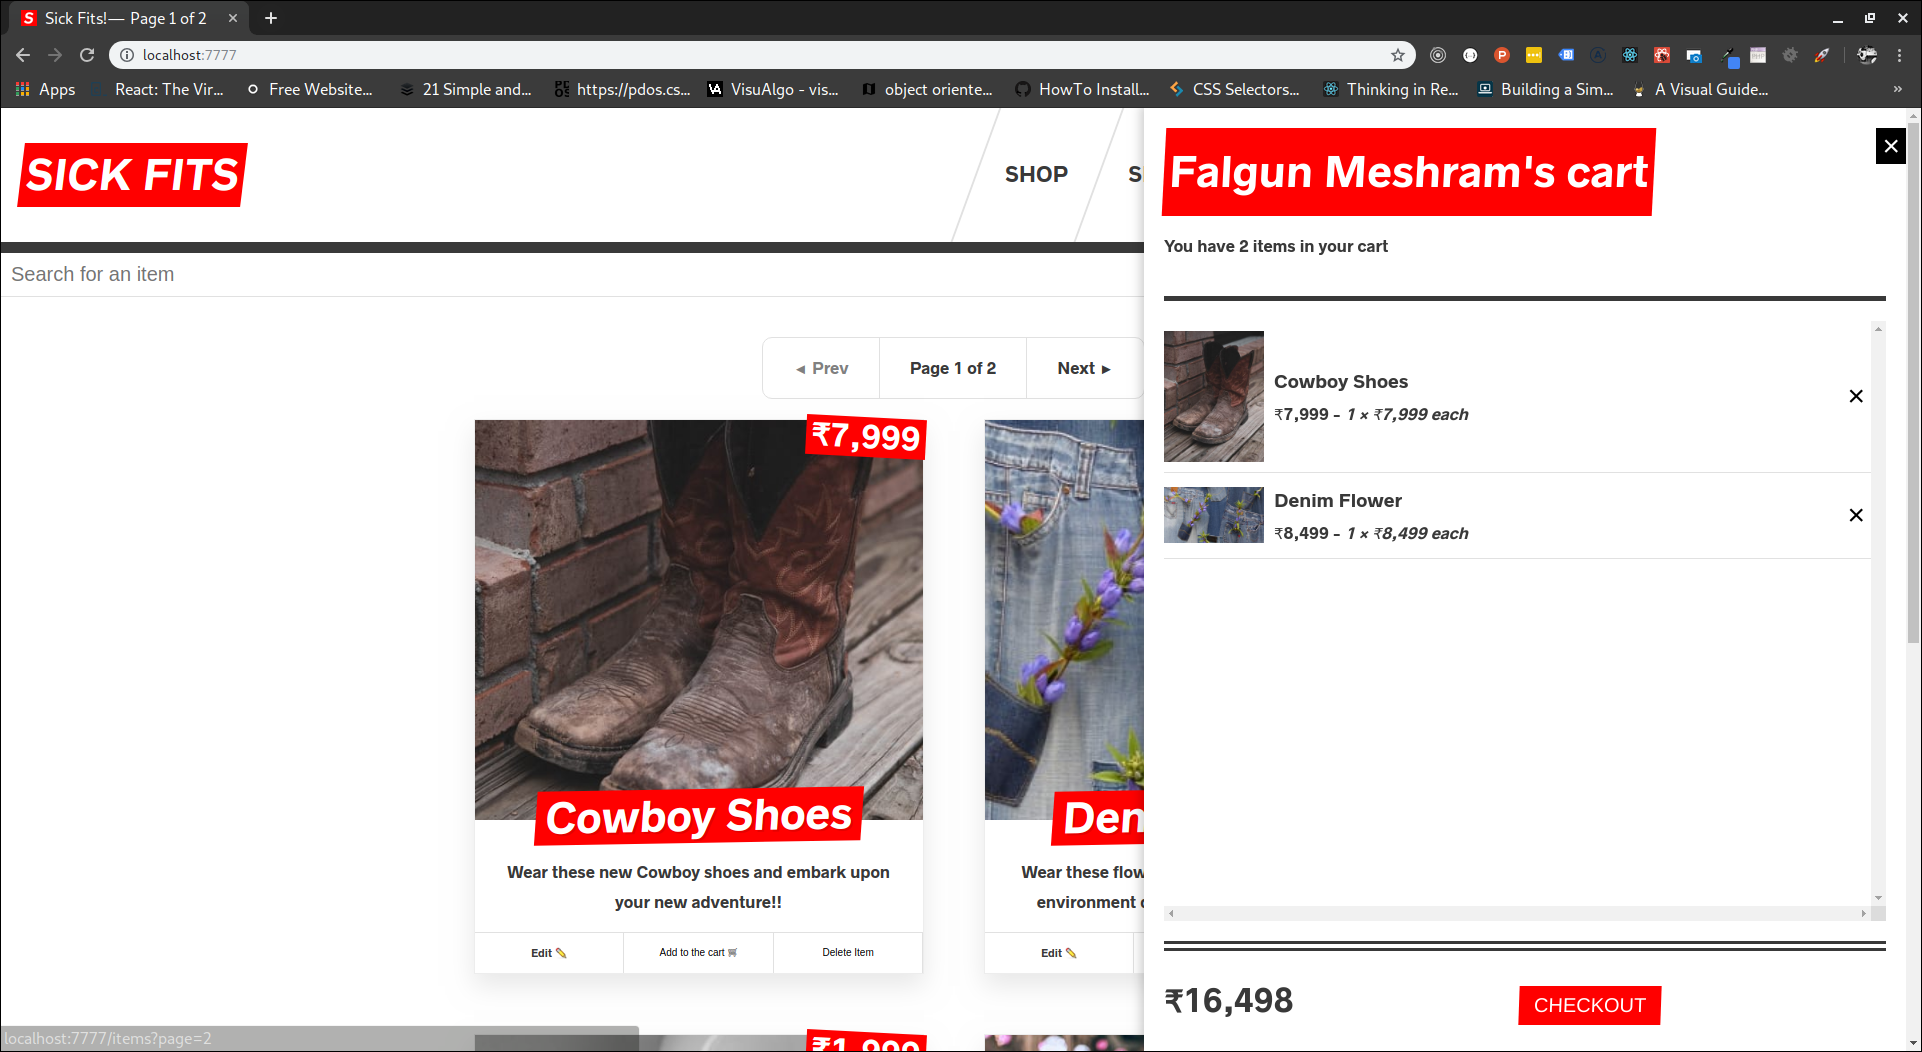 Sick Fits!— Page 1 of 2
localhost:7777
Apps
React: The Vir...
Free Website...
21 Simple and...
https://pdos.cs...
VisuAlgo - vis...
object oriente...
HowTo Install...
CSS Selectors...
Thinking in Re...
Building a Sim...
A Visual Guide...
SICK FITS
SHOP
S
Search for an item
◄ Prev
Page 1 of 2
Next ►
₹7,999
Cowboy Shoes
Wear these new Cowboy shoes and embark upon
your new adventure!!
Edit ✏️
Add to the cart 🛒
Delete Item
Den
Wear these flow
environment
Edit ✏️
₹1,999
localhost:7777/items?page=2
Falgun Meshram's cart
You have 2 items in your cart
Cowboy Shoes
₹7,999 - 1 × ₹7,999 each
Denim Flower
₹8,499 - 1 × ₹8,499 each
₹16,498
CHECKOUT